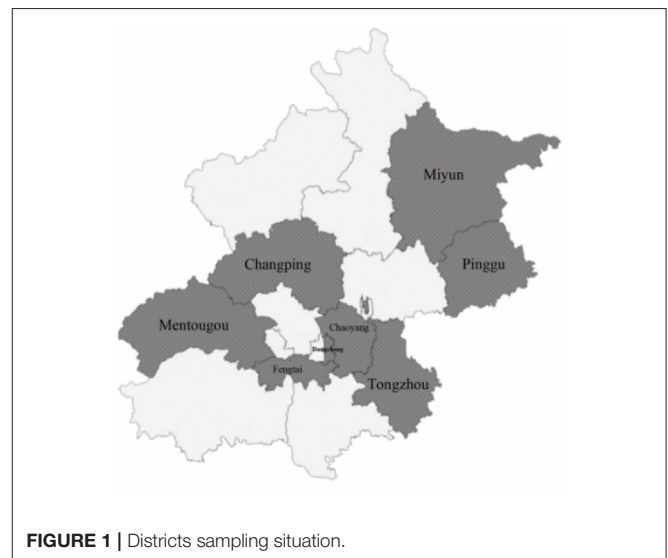 Miyun
Changping
Pinggu
Mentougou
Chaoyang
Dongcheng
Fengtai
Tongzhou
FIGURE 1 | Districts sampling situation.